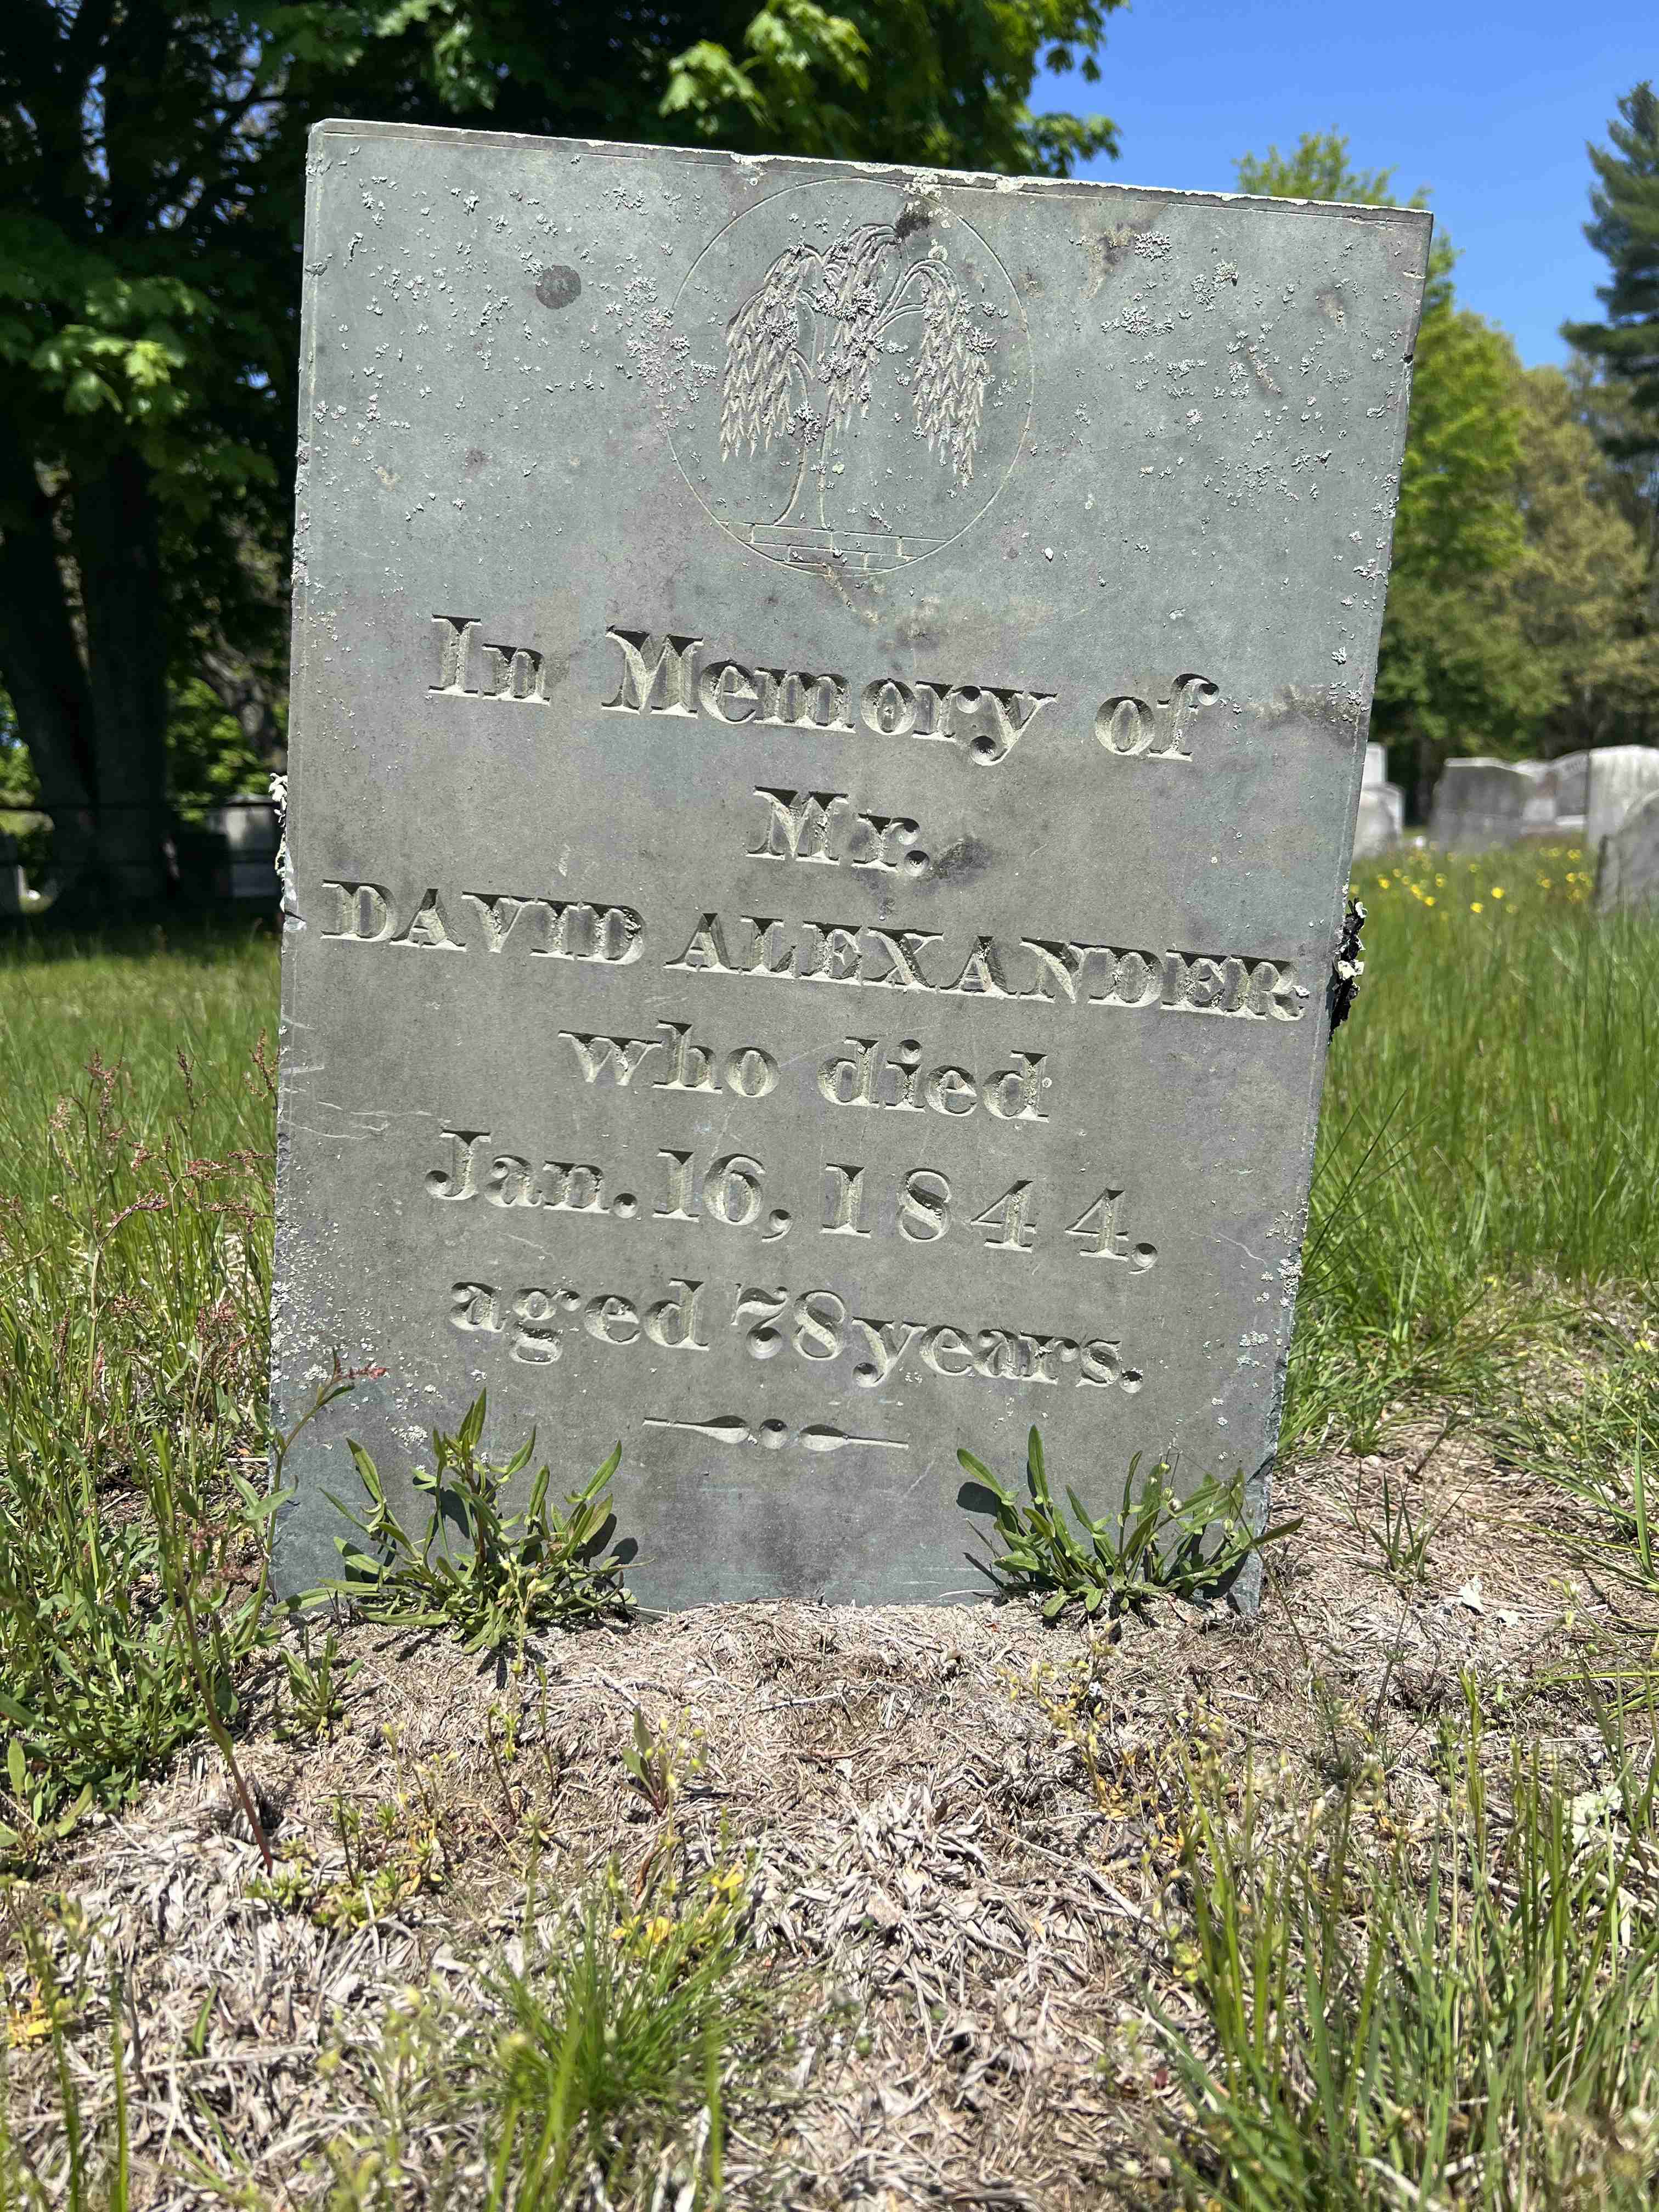 In Memory of
Mr.
DAVID ALEXANDER
who died
Jan. 16, 1844,
aged 78 years.